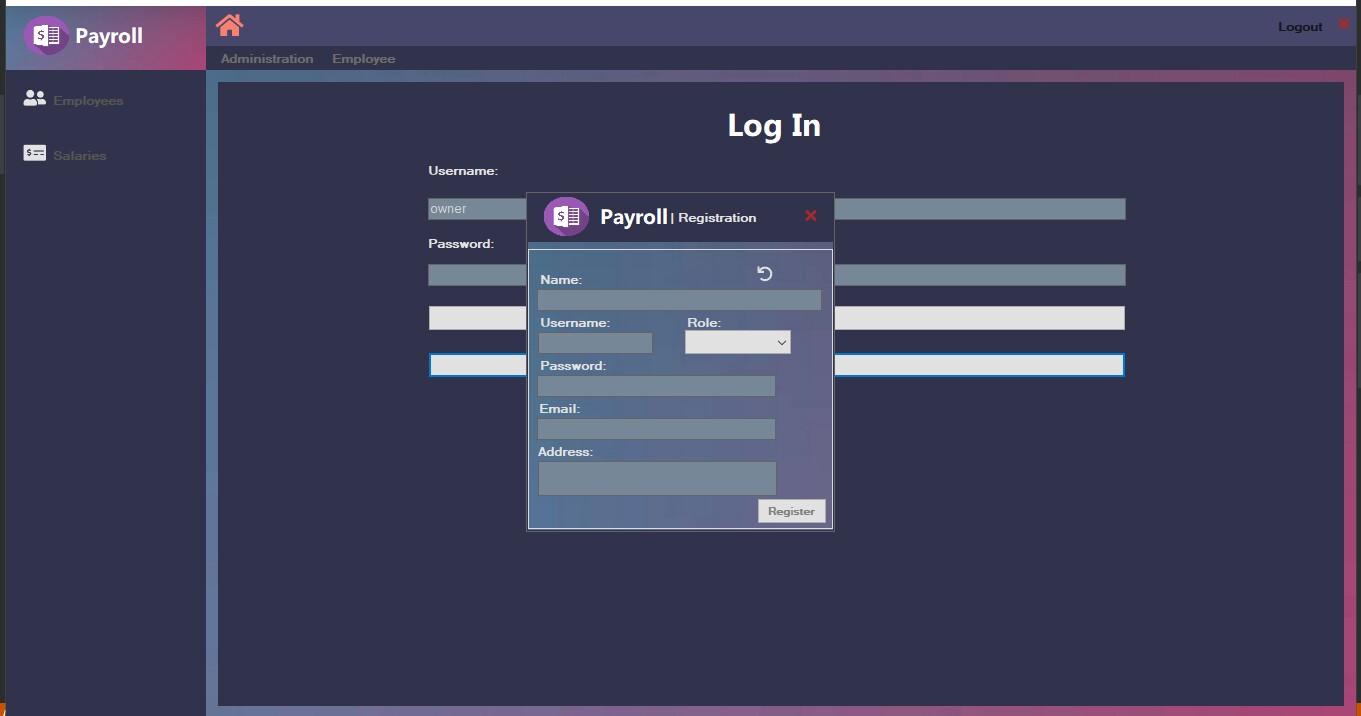 Payroll
Logout
Administration Employee
Employees
Salaries
Log In
Username:
owner
Password:
Payroll | Registration
Name:
Username: Role:
Password:
Email:
Address:
Register